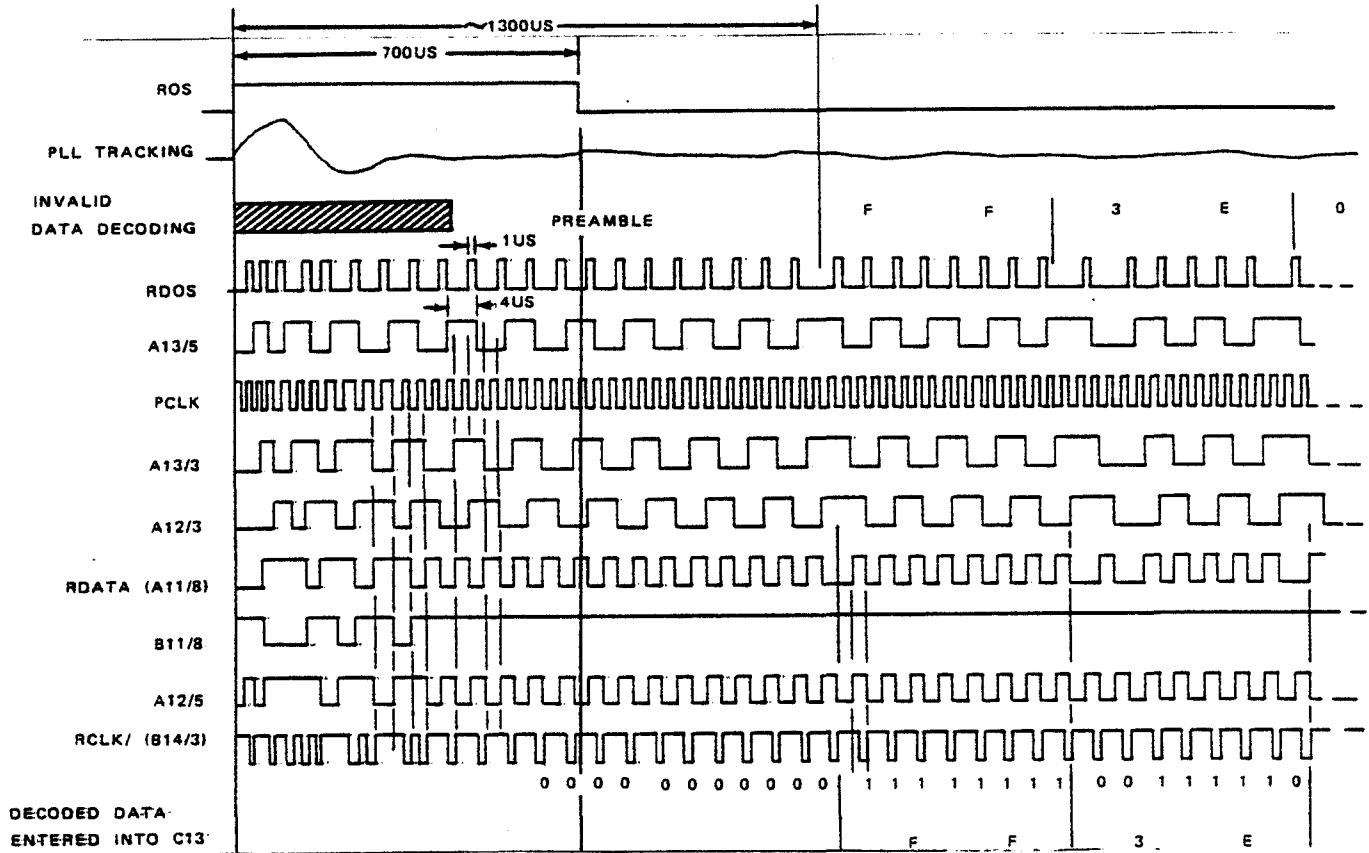 ~1300US
700US
ROS
PLL TRACKING
INVALID
DATA DECODING
F F 3 E 0
PREAMBLE
1US
RDOS
4US
A13/5
PCLK
A13/3
A12/3
RDATA (A11/8)
B11/8
A12/5
RCLK/ (B14/3)
0 0 0 0 0 0 0 0 0 0 1 1 1 1 1 1 1 1 0 0 1 1 1 1 1 0
DECODED DATA
ENTERED INTO C13
F F 3 E